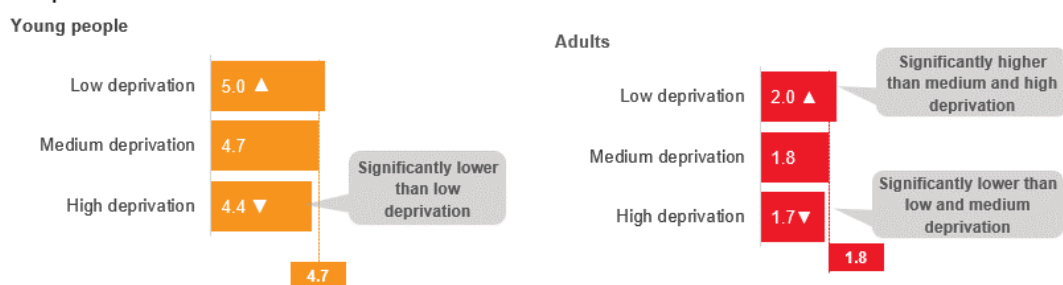 Young people
Low deprivation
5.0 ▲
Medium deprivation
4.7
High deprivation
4.4 ▼
Significantly lower
than low
deprivation
4.7
Adults
Low deprivation
2.0 ▲
Significantly higher
than medium and high
deprivation
Medium deprivation
1.8
High deprivation
1.7▼
Significantly lower than
low and medium
deprivation
1.8